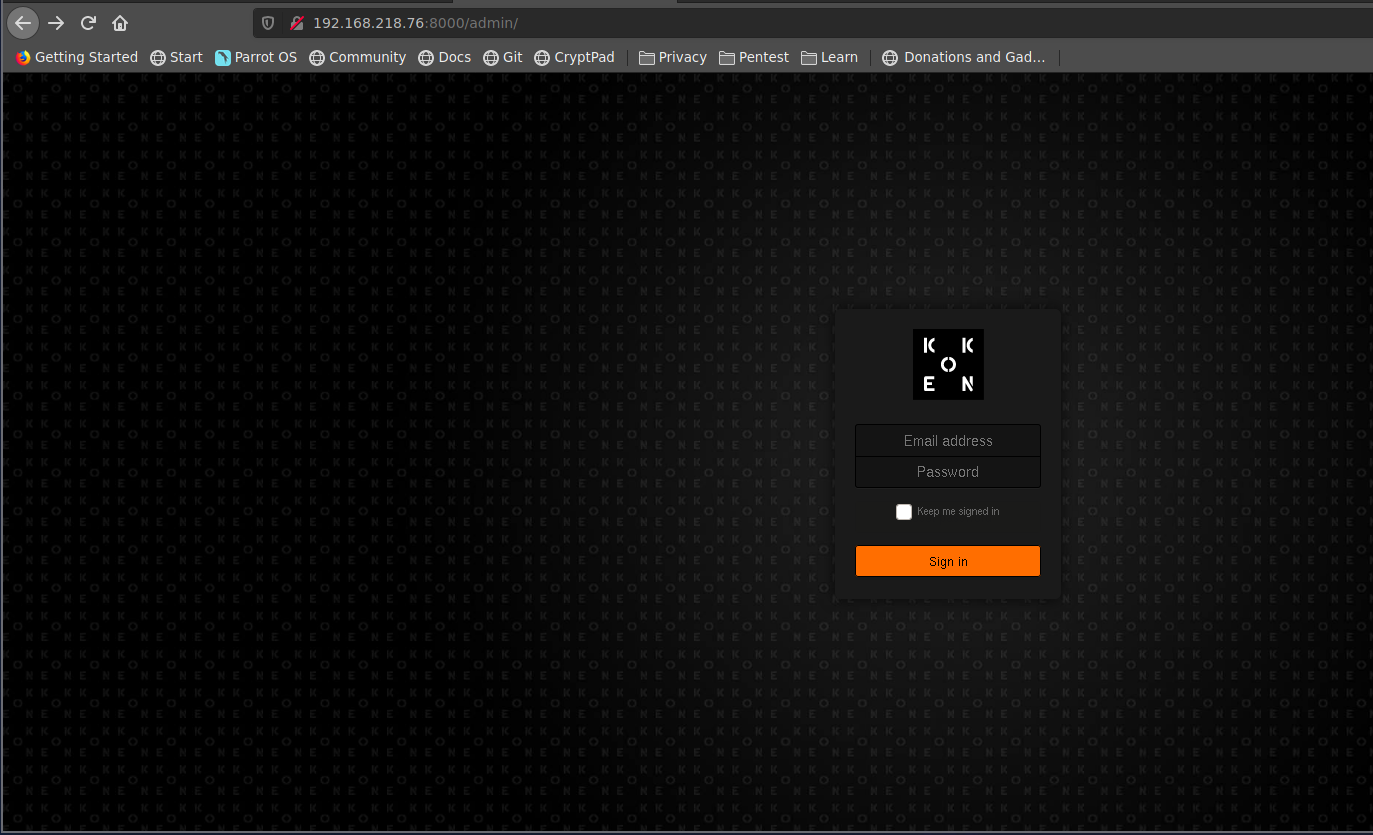 192.168.218.76:8000/admin/
Getting Started Start Parrot OS Community Docs Git CryptPad Privacy Pentest Learn Donations and Gad...
K K
O
E N
Email address
Password
Keep me signed in
Sign in